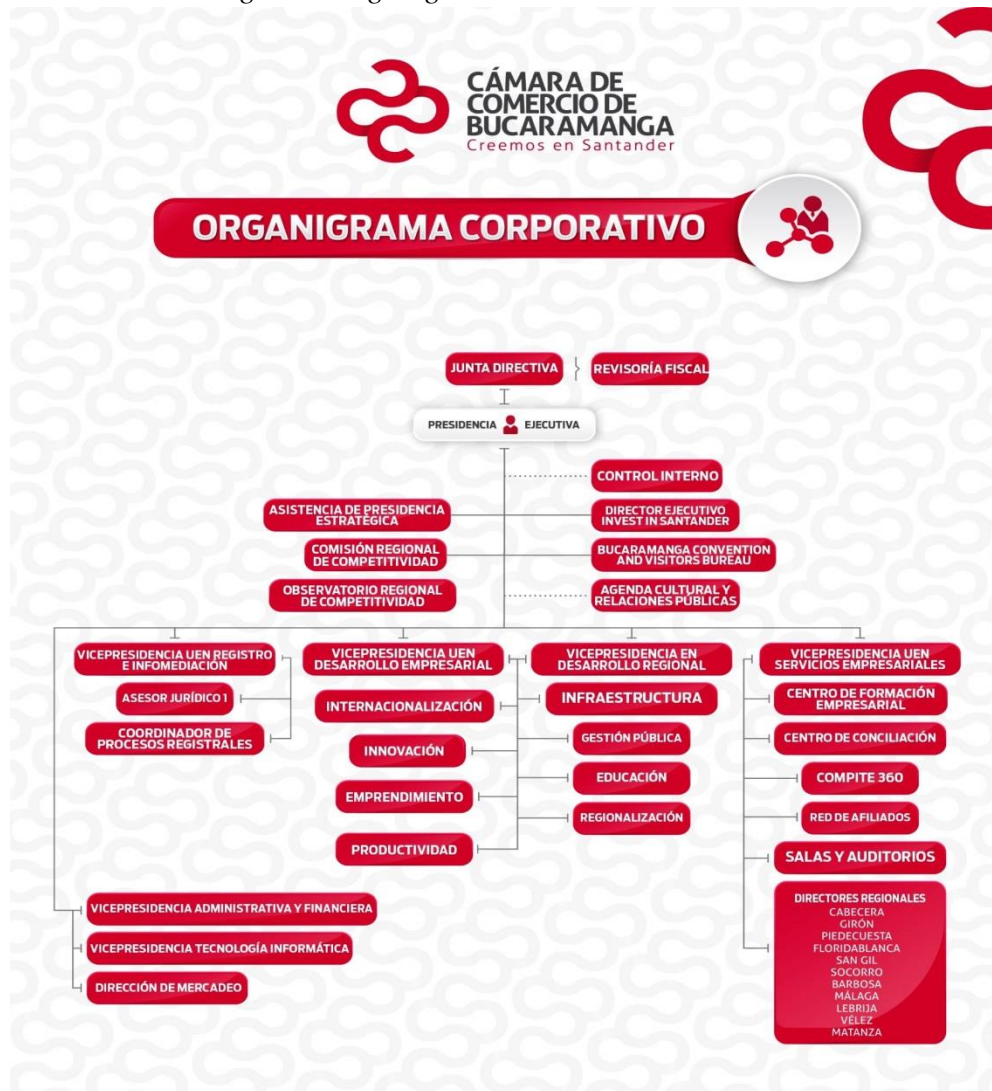 CÁMARA DE
COMERCIO DE
BUCARAMANGA
Creemos en Santander
ORGANIGRAMA CORPORATIVO
JUNTA DIRECTIVA
REVISORÍA FISCAL
PRESIDENCIA EJECUTIVA
CONTROL INTERNO
ASISTENCIA DE PRESIDENCIA
ESTRATÉGICA
DIRECTOR EJECUTIVO
INVEST IN SANTANDER
COMISIÓN REGIONAL
DE COMPETITIVIDAD
BUCARAMANGA CONVENTION
AND VISITORS BUREAU
OBSERVATORIO REGIONAL
DE COMPETITIVIDAD
AGENDA CULTURAL Y
RELACIONES PÚBLICAS
VICEPRESIDENCIA UEN REGISTRO
E INFOMEDIACIÓN
ASESOR JURÍDICO 1
COORDINADOR DE
PROCESOS REGISTRALES
VICEPRESIDENCIA UEN
DESARROLLO EMPRESARIAL
INTERNACIONALIZACIÓN
INNOVACIÓN
EMPRENDIMIENTO
PRODUCTIVIDAD
VICEPRESIDENCIA EN
DESARROLLO REGIONAL
INFRAESTRUCTURA
GESTIÓN PÚBLICA
EDUCACIÓN
REGIONALIZACIÓN
VICEPRESIDENCIA UEN
SERVICIOS EMPRESARIALES
CENTRO DE FORMACIÓN
EMPRESARIAL
CENTRO DE CONCILIACIÓN
COMPITE 360
RED DE AFILIADOS
SALAS Y AUDITORIOS
DIRECTORES REGIONALES
CABECERA
GIRÓN
PIEDECUESTA
FLORIDABLANCA
SAN GIL
SOCORRO
BARBOSA
MÁLAGA
LEBRIJA
VÉLEZ
MATANZA
VICEPRESIDENCIA ADMINISTRATIVA Y FINANCIERA
VICEPRESIDENCIA TECNOLOGÍA INFORMÁTICA
DIRECCIÓN DE MERCADEO